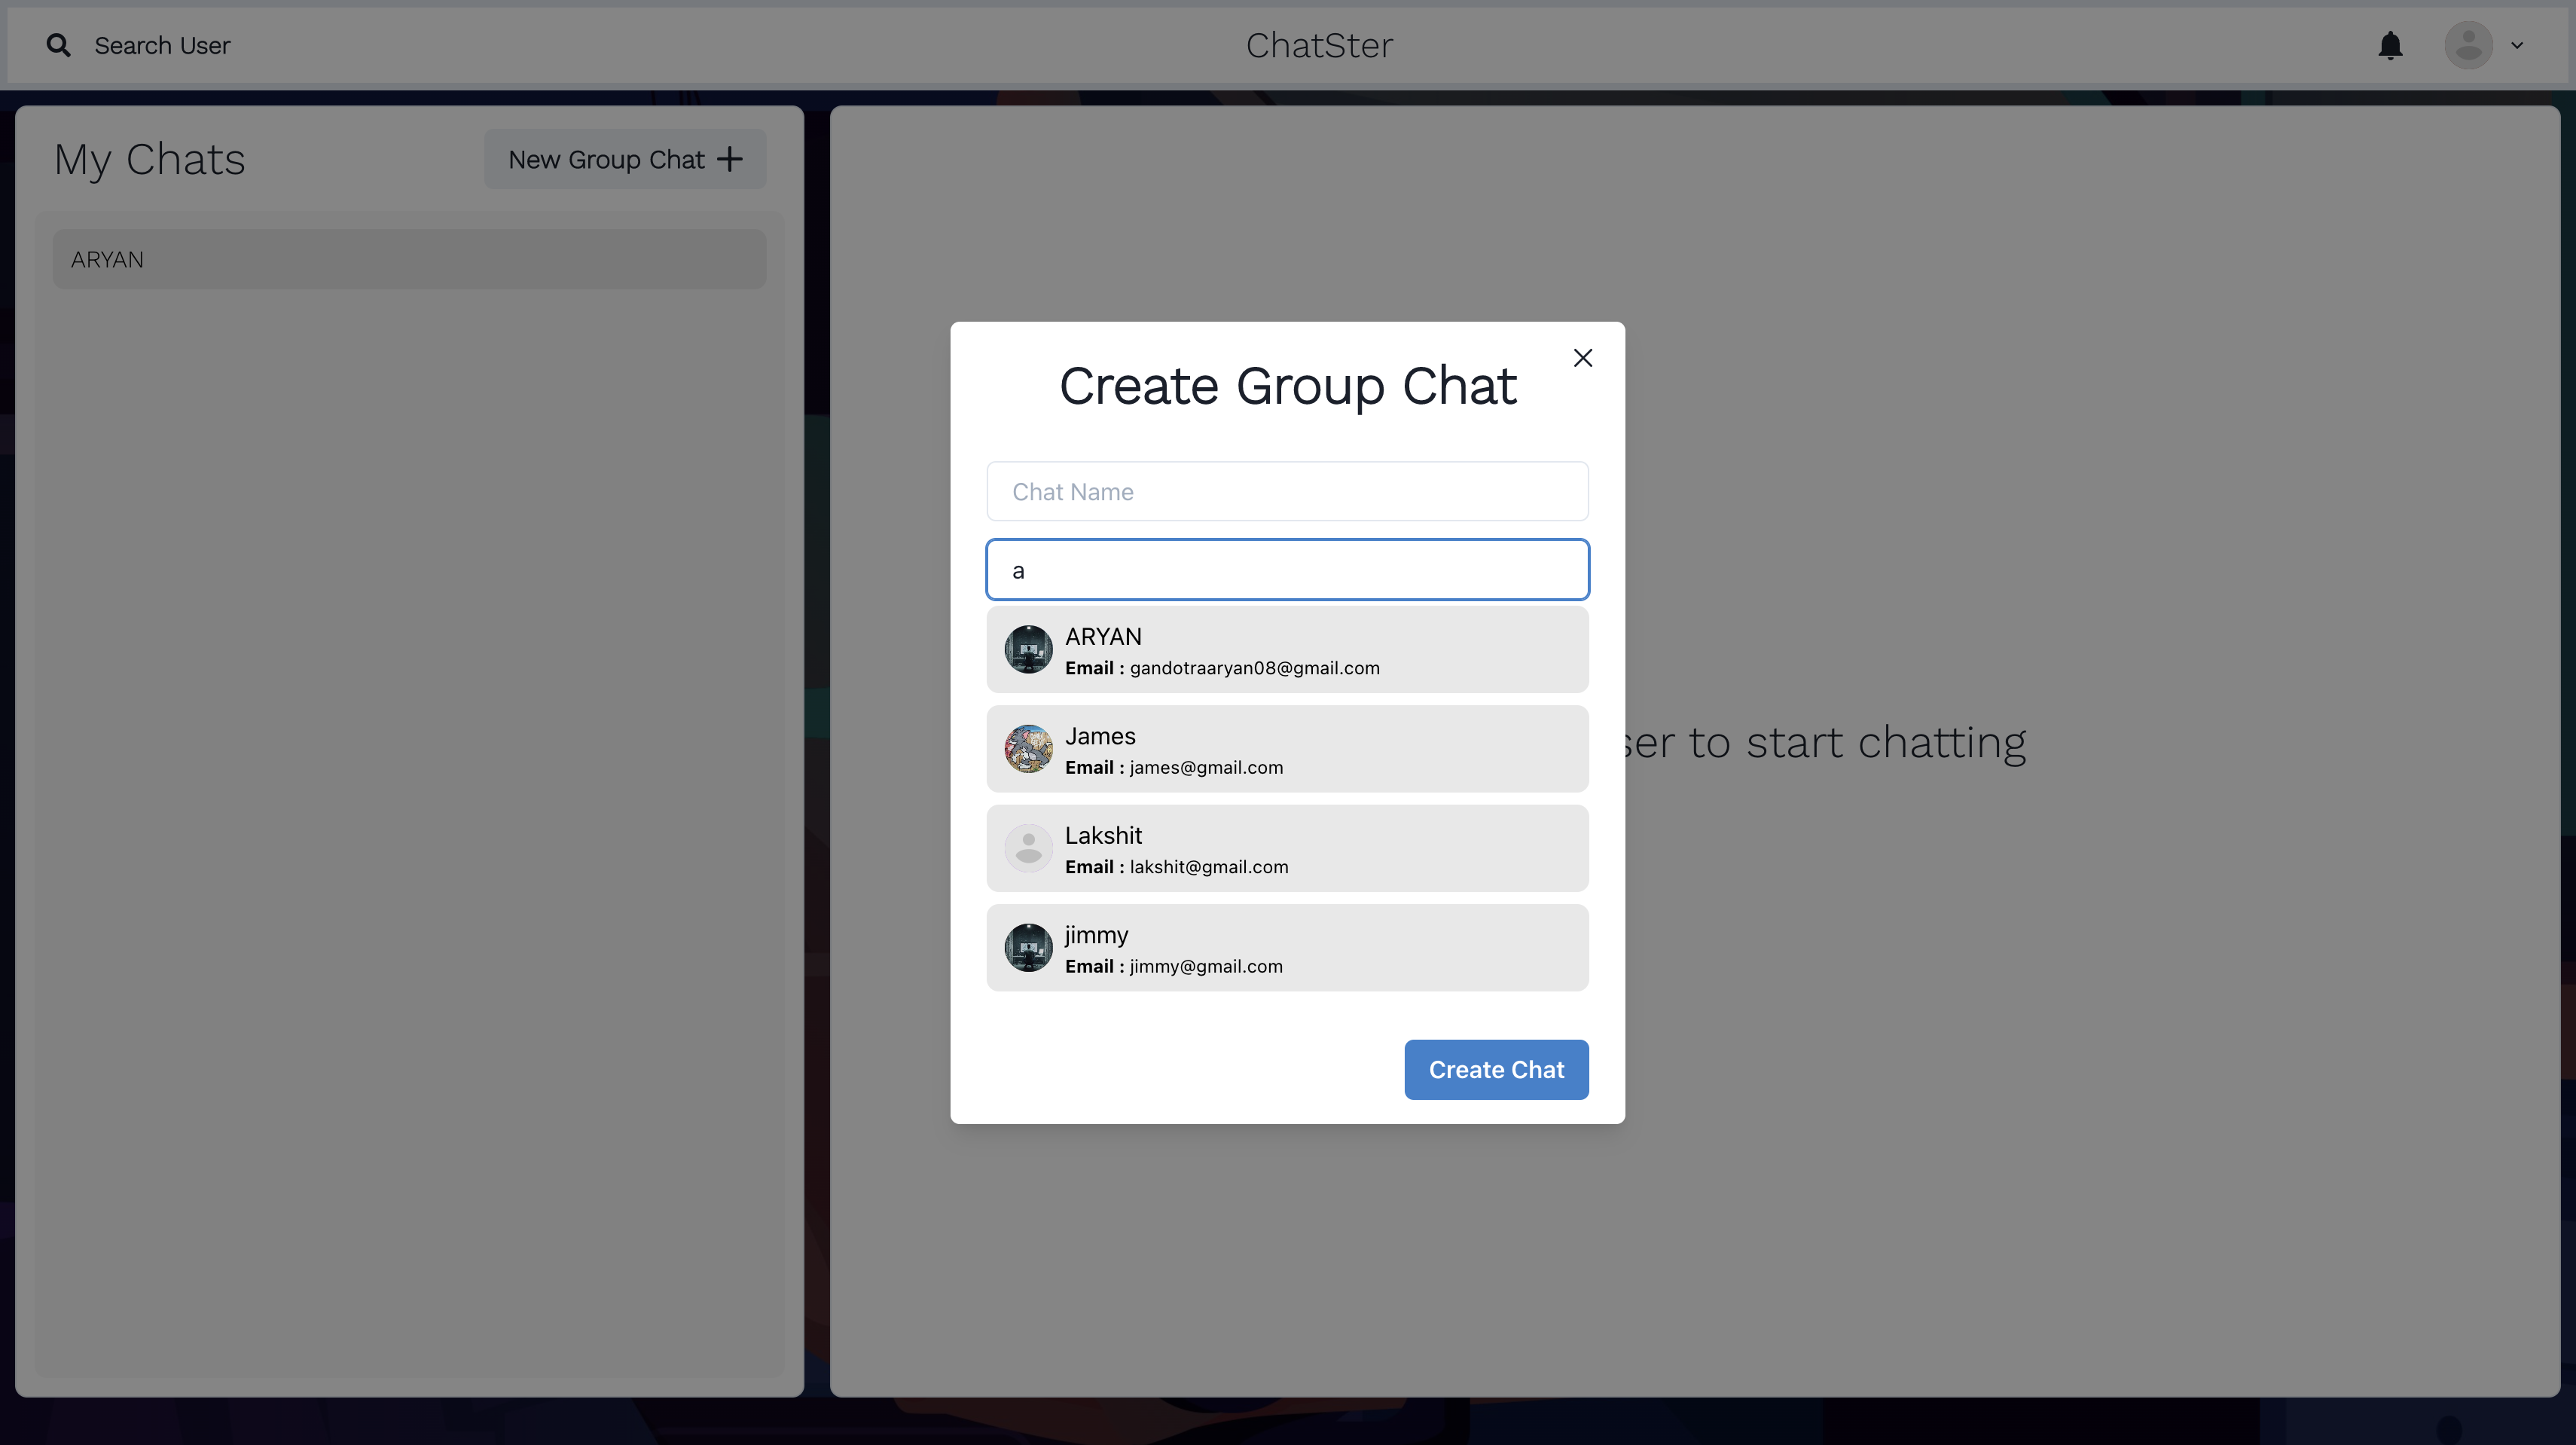 Search User
ChatSter
My Chats
New Group Chat
ARYAN
Create Group Chat
Chat Name
a
ARYAN
Email : gandotraaryan08@gmail.com
James
Email : james@gmail.com
to start chatting
Lakshit
Email : lakshit@gmail.com
jimmy
Email : jimmy@gmail.com
Create Chat